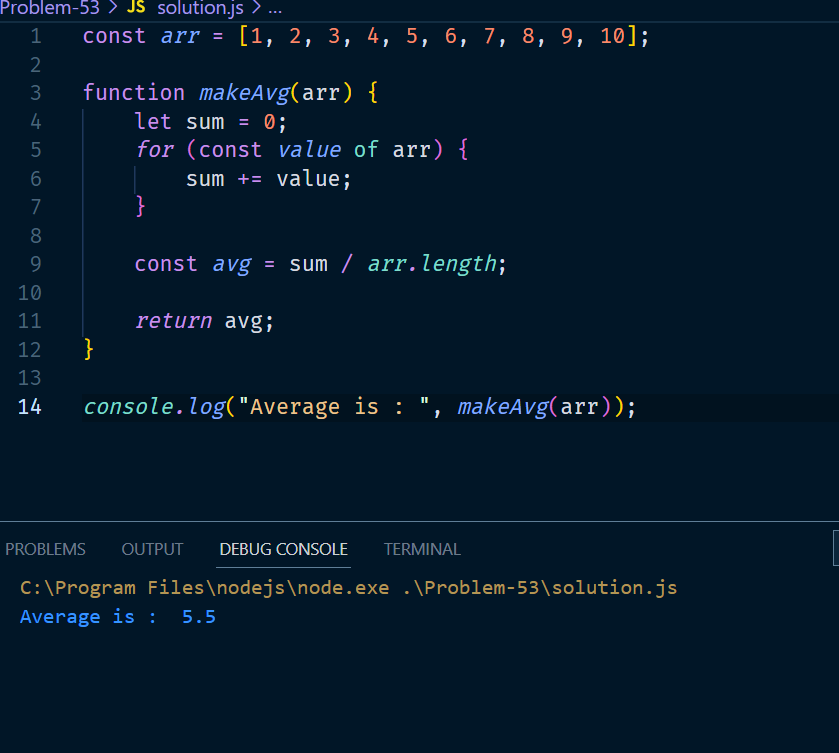 Problem-53 > JS solution.js > ...
1 const arr = [1, 2, 3, 4, 5, 6, 7, 8, 9, 10];
2
3 function makeAvg(arr) {
4     let sum = 0;
5     for (const value of arr) {
6         sum += value;
7     }
8
9     const avg = sum / arr.length;
10
11     return avg;
12 }
13
14 console.log("Average is : ", makeAvg(arr));
PROBLEMS OUTPUT DEBUG CONSOLE TERMINAL
C:\Program Files\nodejs\node.exe .\Problem-53\solution.js
Average is :  5.5